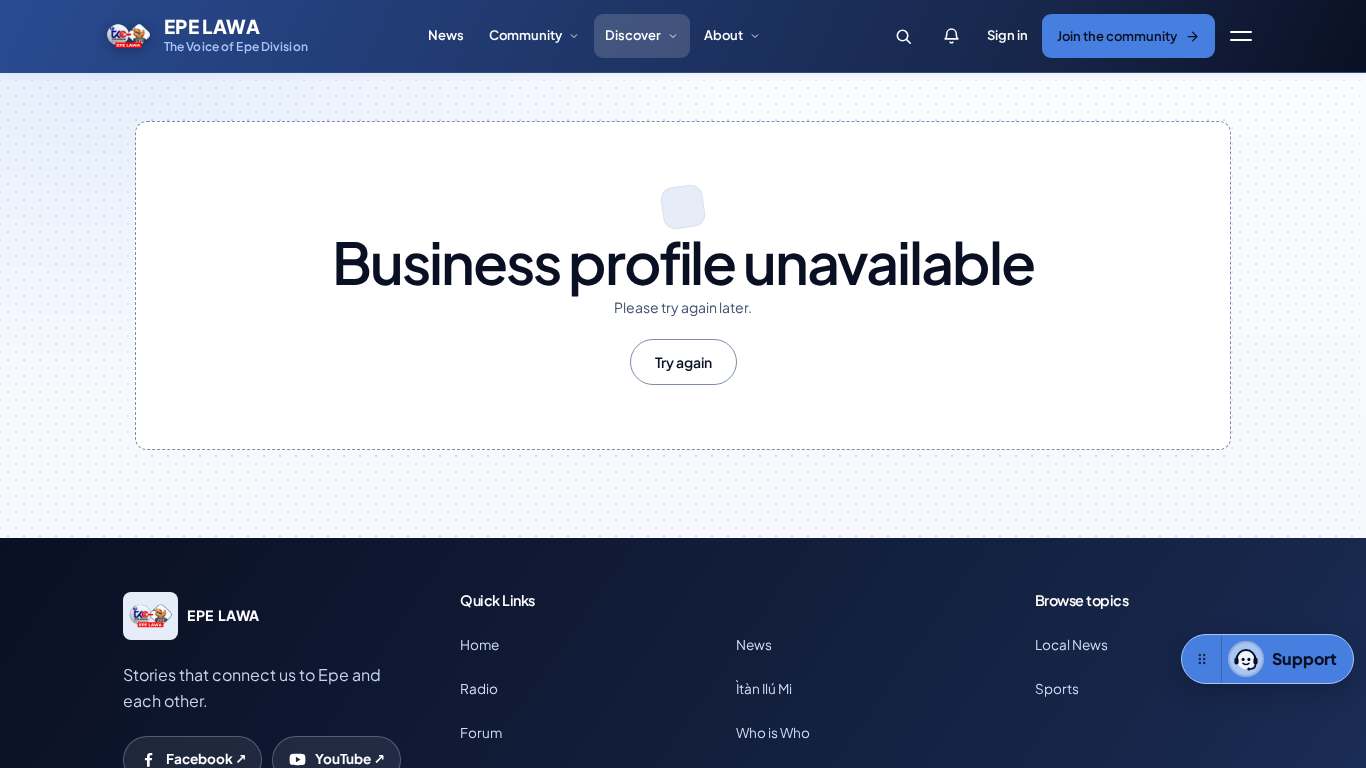 EPE LAWA
The Voice of Epe Division
News
Community
Discover
About
Sign in
Join the community
Business profile unavailable
Please try again later.
Try again
EPE LAWA
Stories that connect us to Epe and
each other.
Facebook ↗
YouTube ↗
Quick Links
Home
News
Radio
Ìtàn Ilú Mi
Forum
Who is Who
Browse topics
Local News
Sports
Support